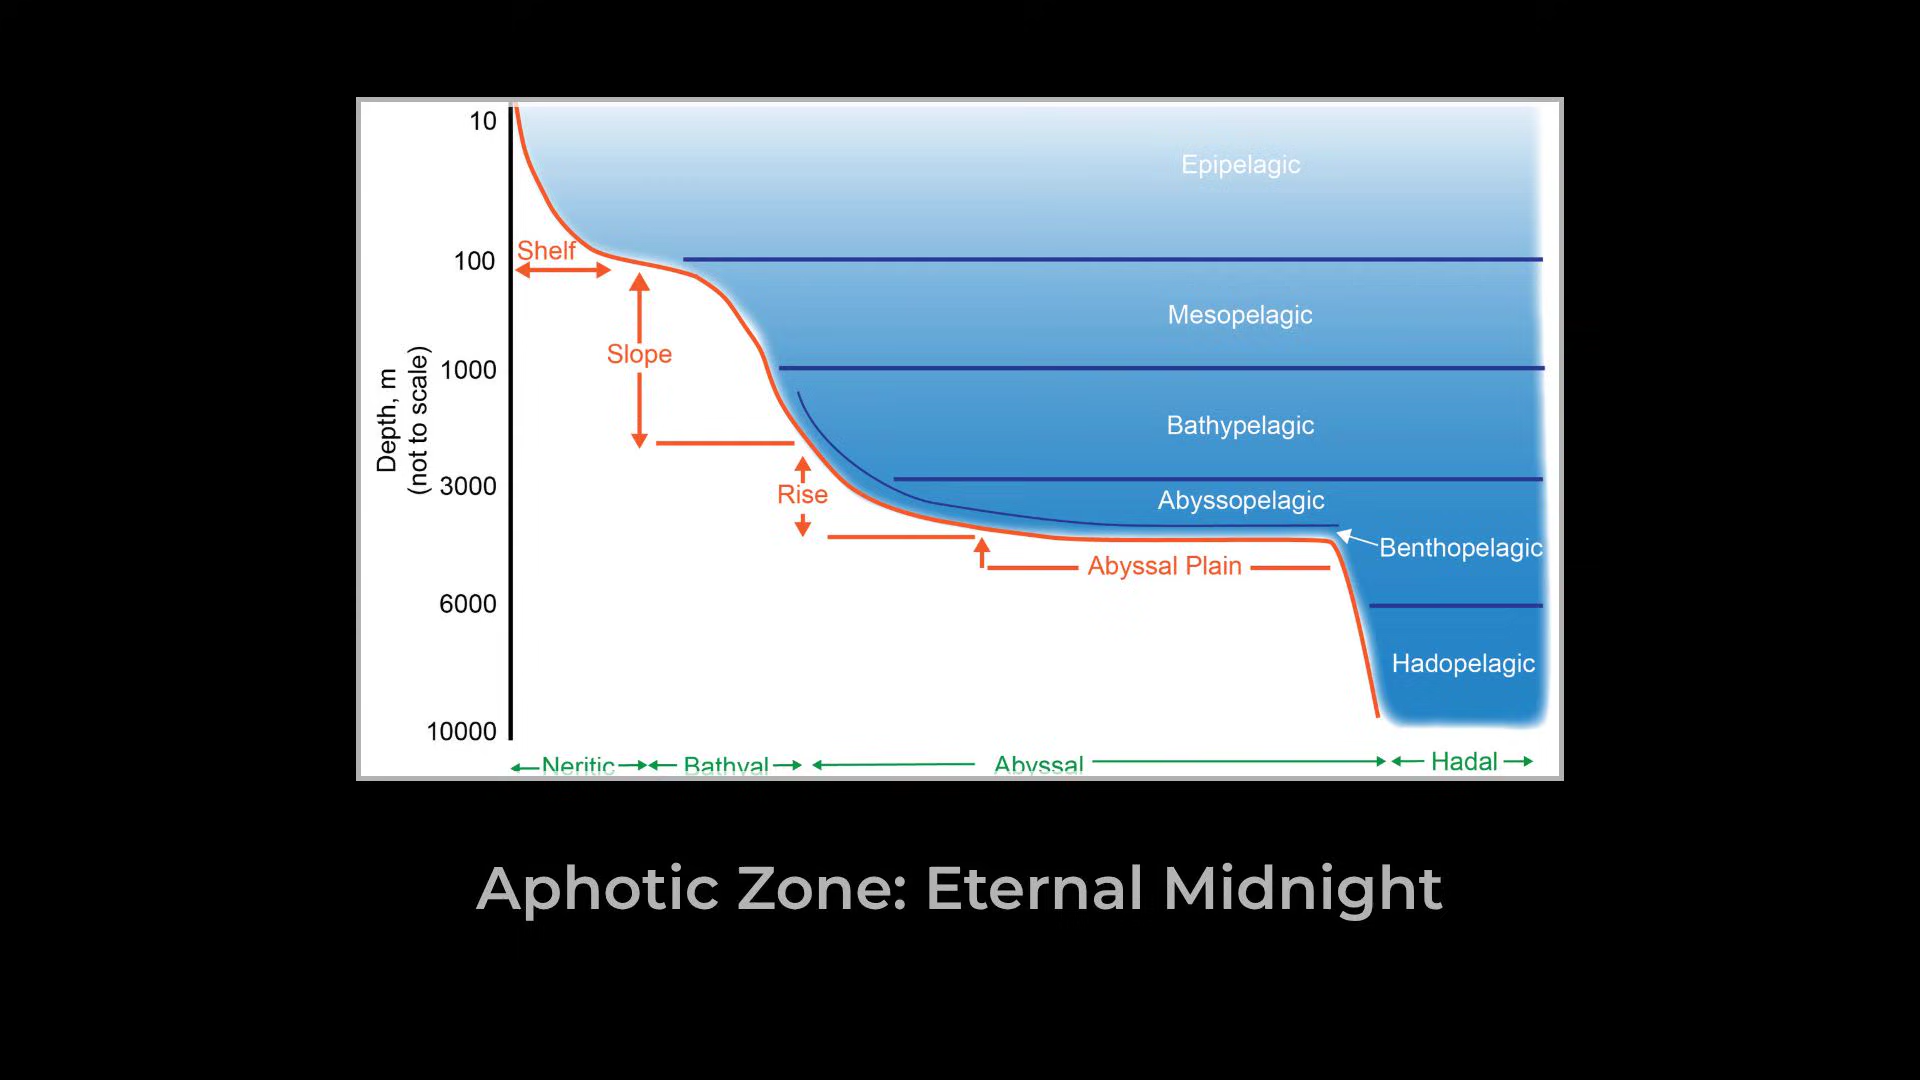 10
Epipelagic
Shelf
100
Mesopelagic
Slope
1000
Depth, m
(not to scale)
Bathypelagic
3000
Rise
Abyssopelagic
Benthopelagic
Abyssal Plain
6000
Hadopelagic
10000
Neritic
Bathyal
Abyssal
Hadal
Aphotic Zone: Eternal Midnight